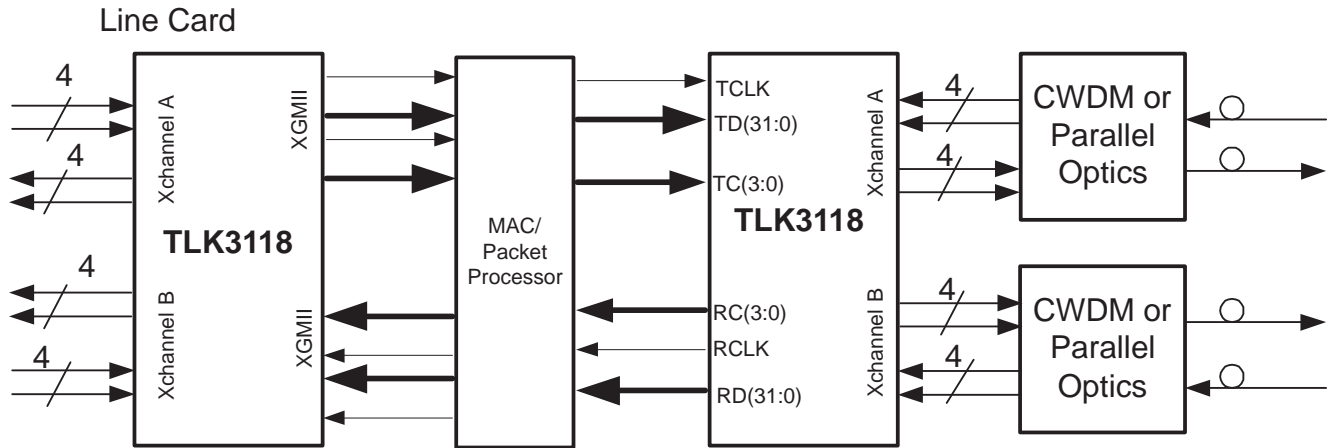 Line Card
4
4
4
4
Xchannel A
Xchannel B
XGMII
XGMII
TLK3118
MAC/
Packet
Processor
TCLK
TD(31:0)
TC(3:0)
TLK3118
RC(3:0)
RCLK
RD(31:0)
Xchannel A
Xchannel B
4
4
4
4
CWDM or
Parallel
Optics
CWDM or
Parallel
Optics